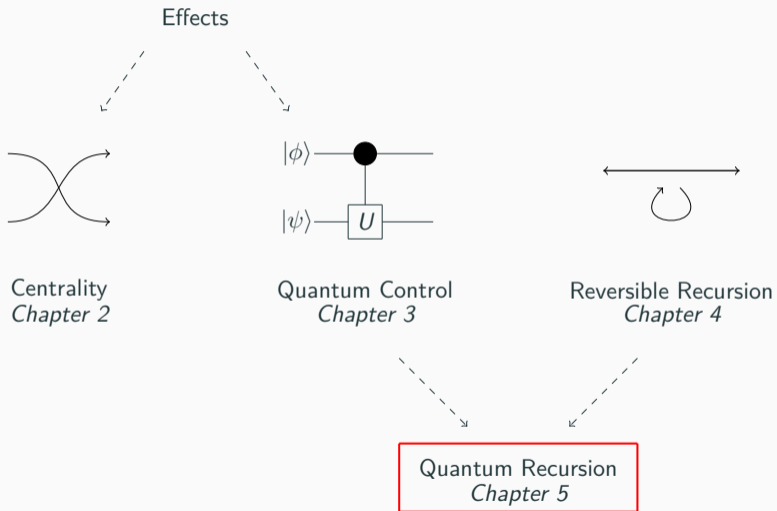 Effects
|ϕ⟩
|ψ⟩
U
Centrality
Chapter 2
Quantum Control
Chapter 3
Reversible Recursion
Chapter 4
Quantum Recursion
Chapter 5